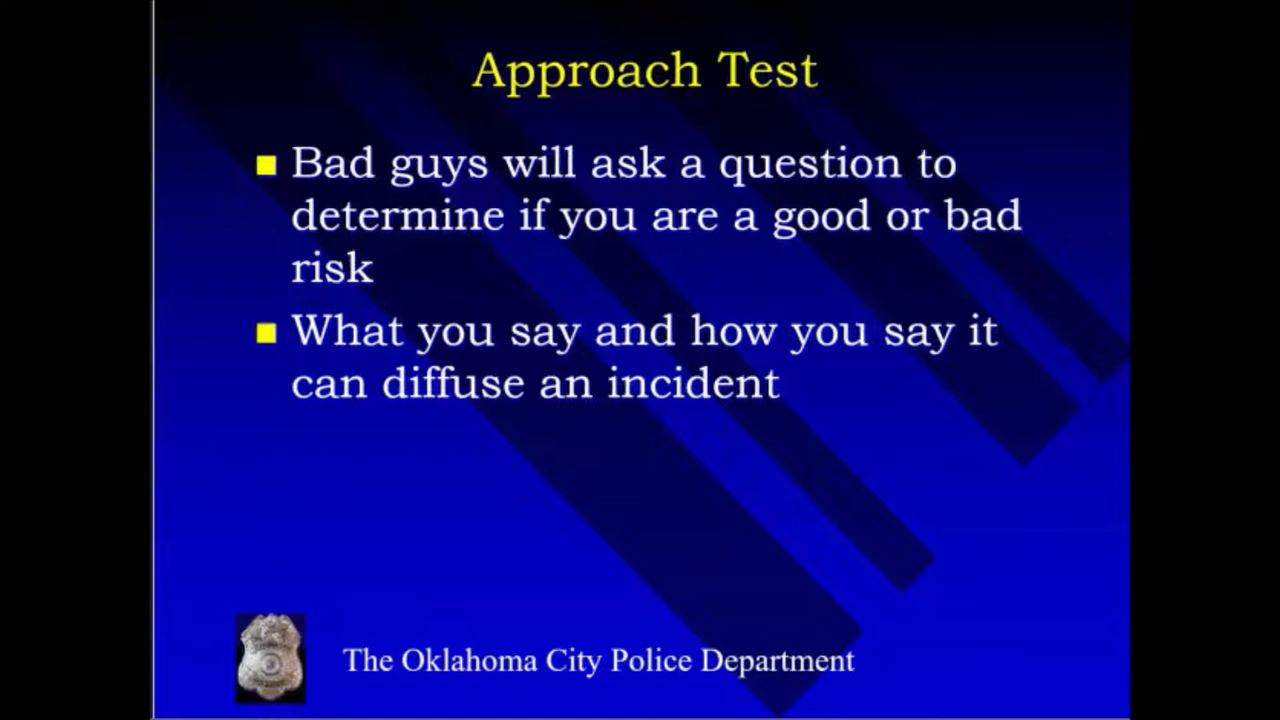 Approach Test
Bad guys will ask a question to
determine if you are a good or bad
risk
What you say and how you say it
can diffuse an incident
The Oklahoma City Police Department